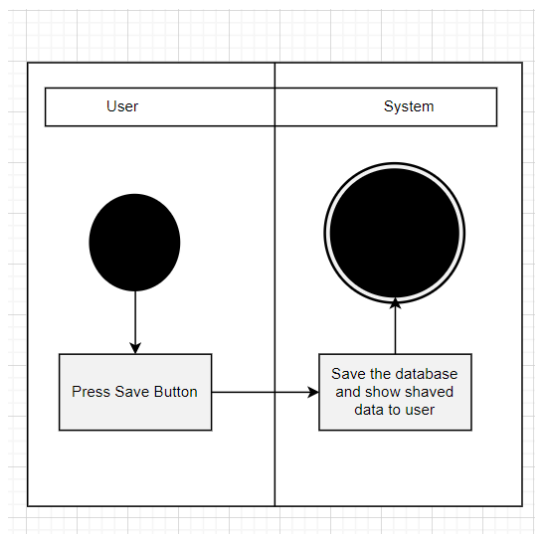 User
System
Press Save Button
Save the database
and show shaved
data to user